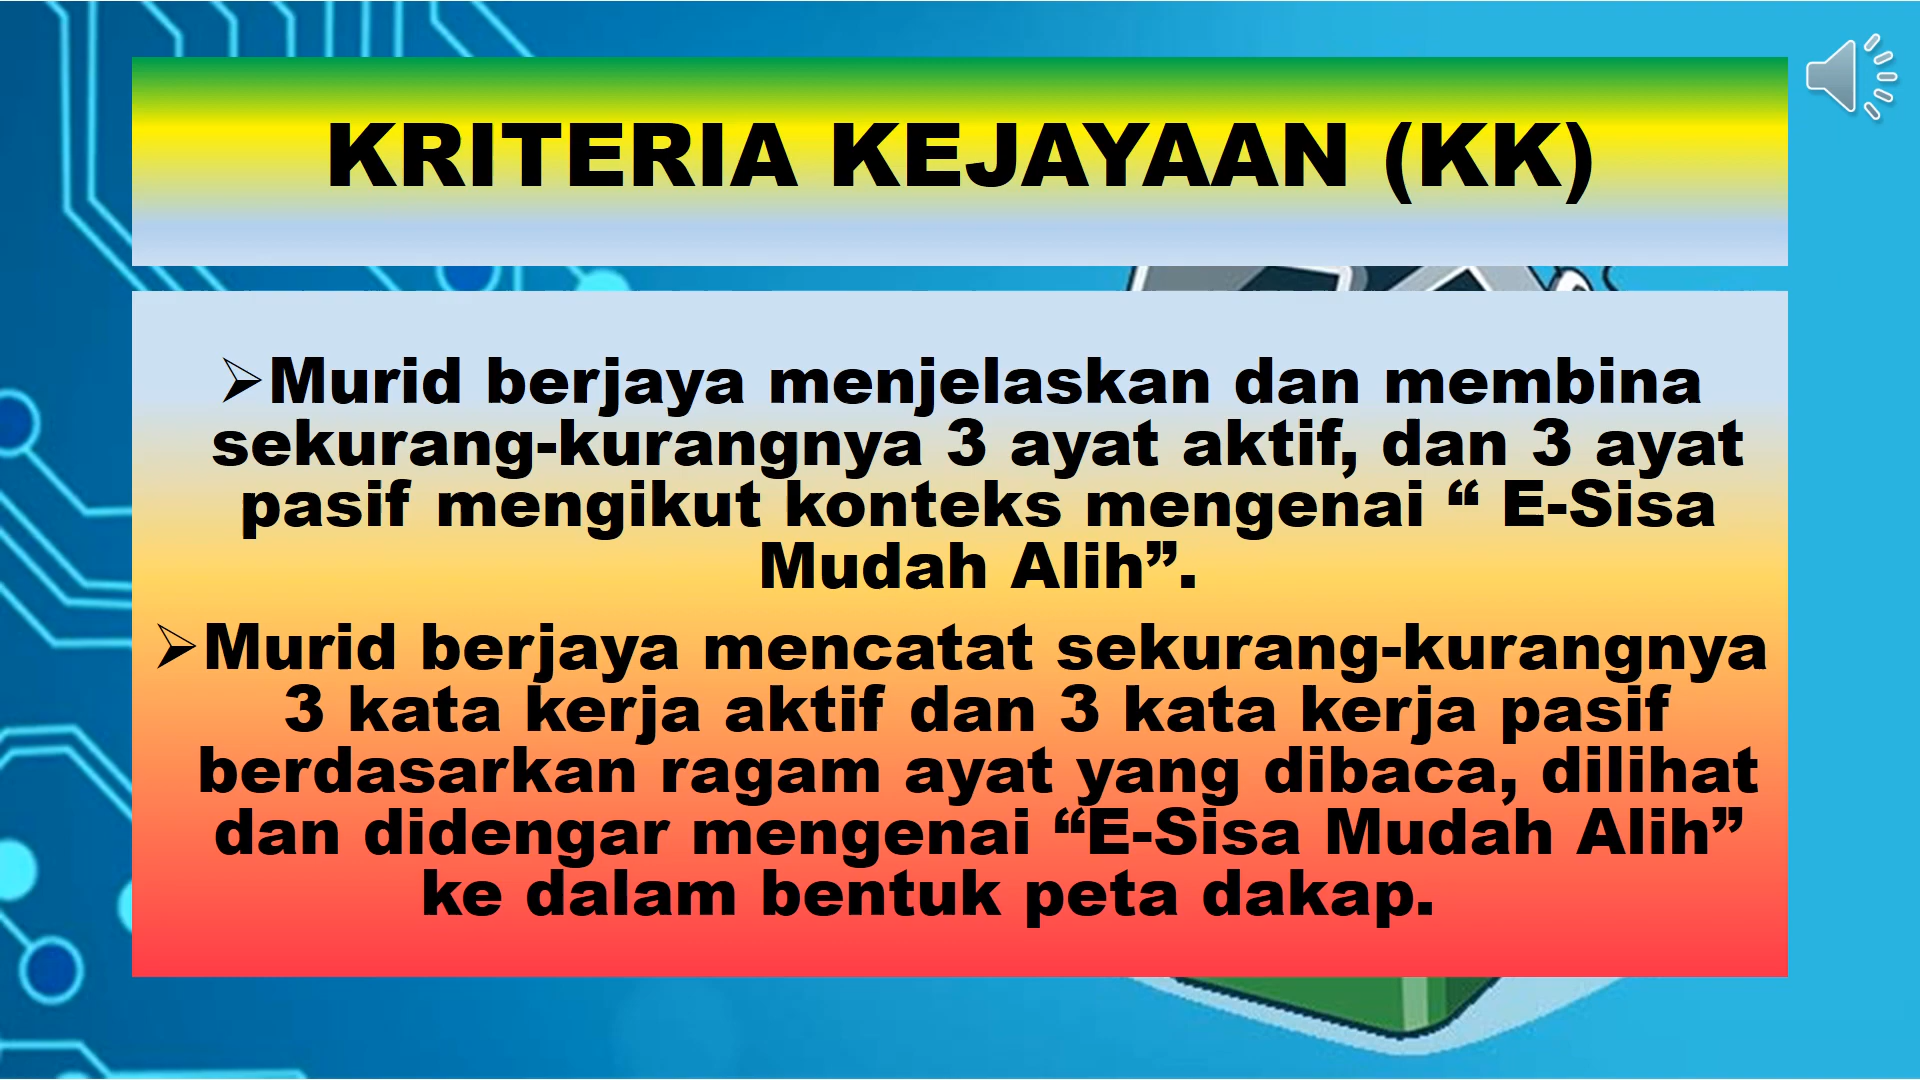 KRITERIA KEJAYAAN (KK)
➢Murid berjaya menjelaskan dan membina
sekurang-kurangnya 3 ayat aktif, dan 3 ayat
pasif mengikut konteks mengenai “ E-Sisa
Mudah Alih”.
➢Murid berjaya mencatat sekurang-kurangnya
3 kata kerja aktif dan 3 kata kerja pasif
berdasarkan ragam ayat yang dibaca, dilihat
dan didengar mengenai “E-Sisa Mudah Alih”
ke dalam bentuk peta dakap.